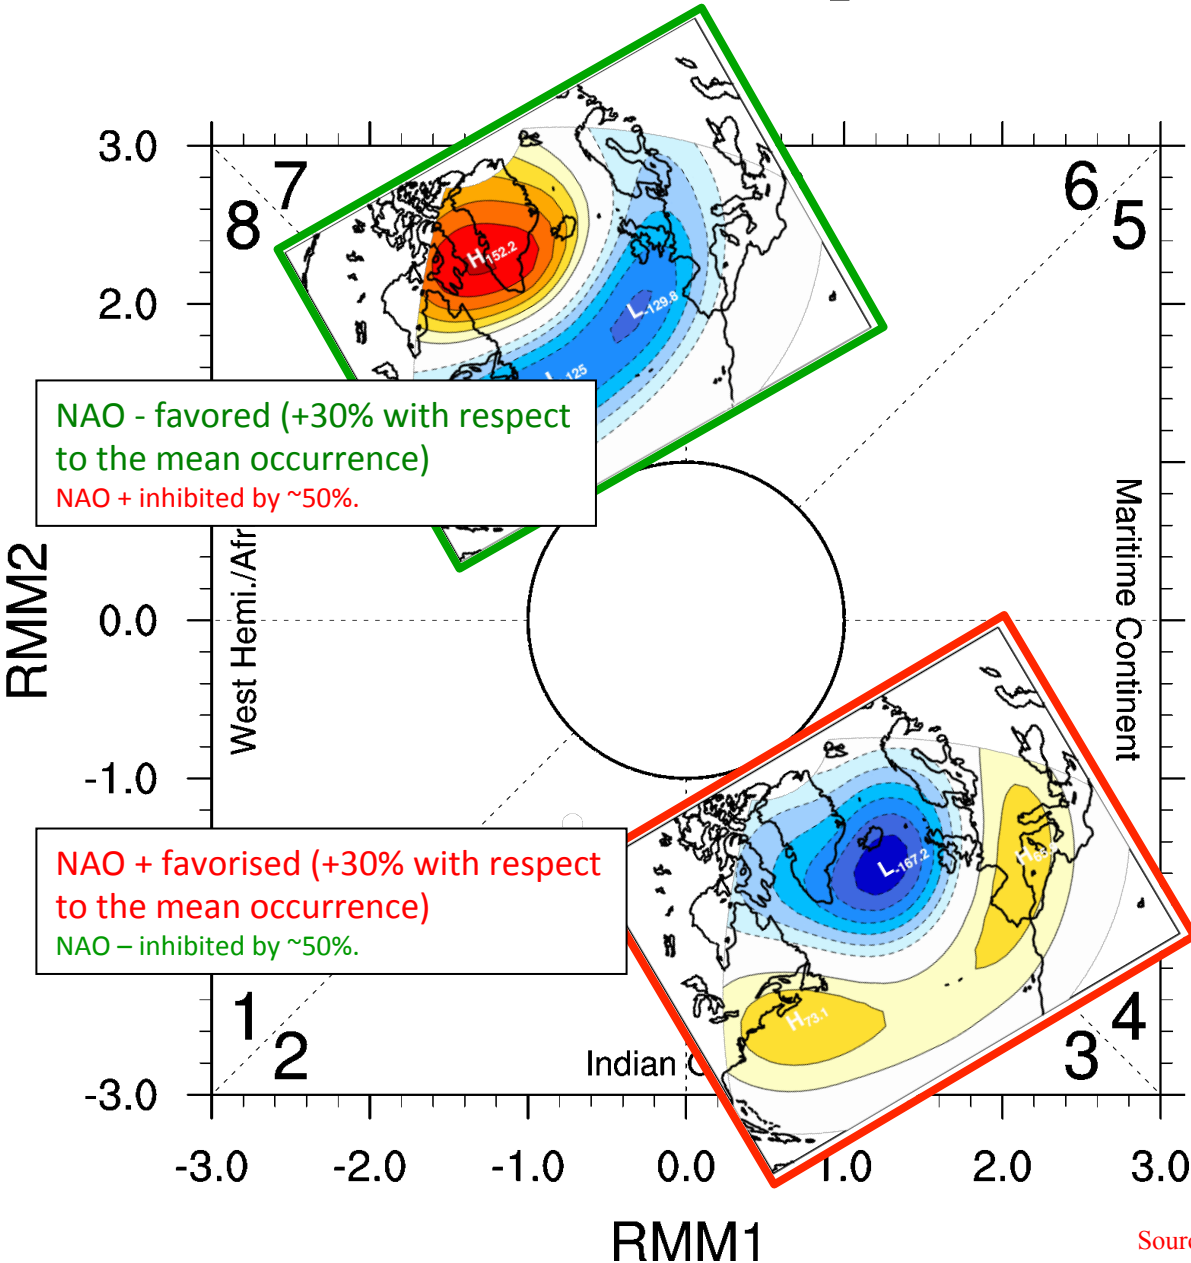 3.0
7
8
6
5
2.0
H 152.2
L -129.8
NAO - favored (+30% with respect
to the mean occurrence)
NAO + inhibited by ~50%.
RMM2
0.0
West Hemi./Afr
Maritime Continent
-1.0
NAO + favorised (+30% with respect
to the mean occurrence)
NAO – inhibited by ~50%.
L -167.2
H
H 73.1
1
2
Indian
4
3
-3.0
-3.0 -2.0 -1.0 0.0 1.0 2.0 3.0
RMM1